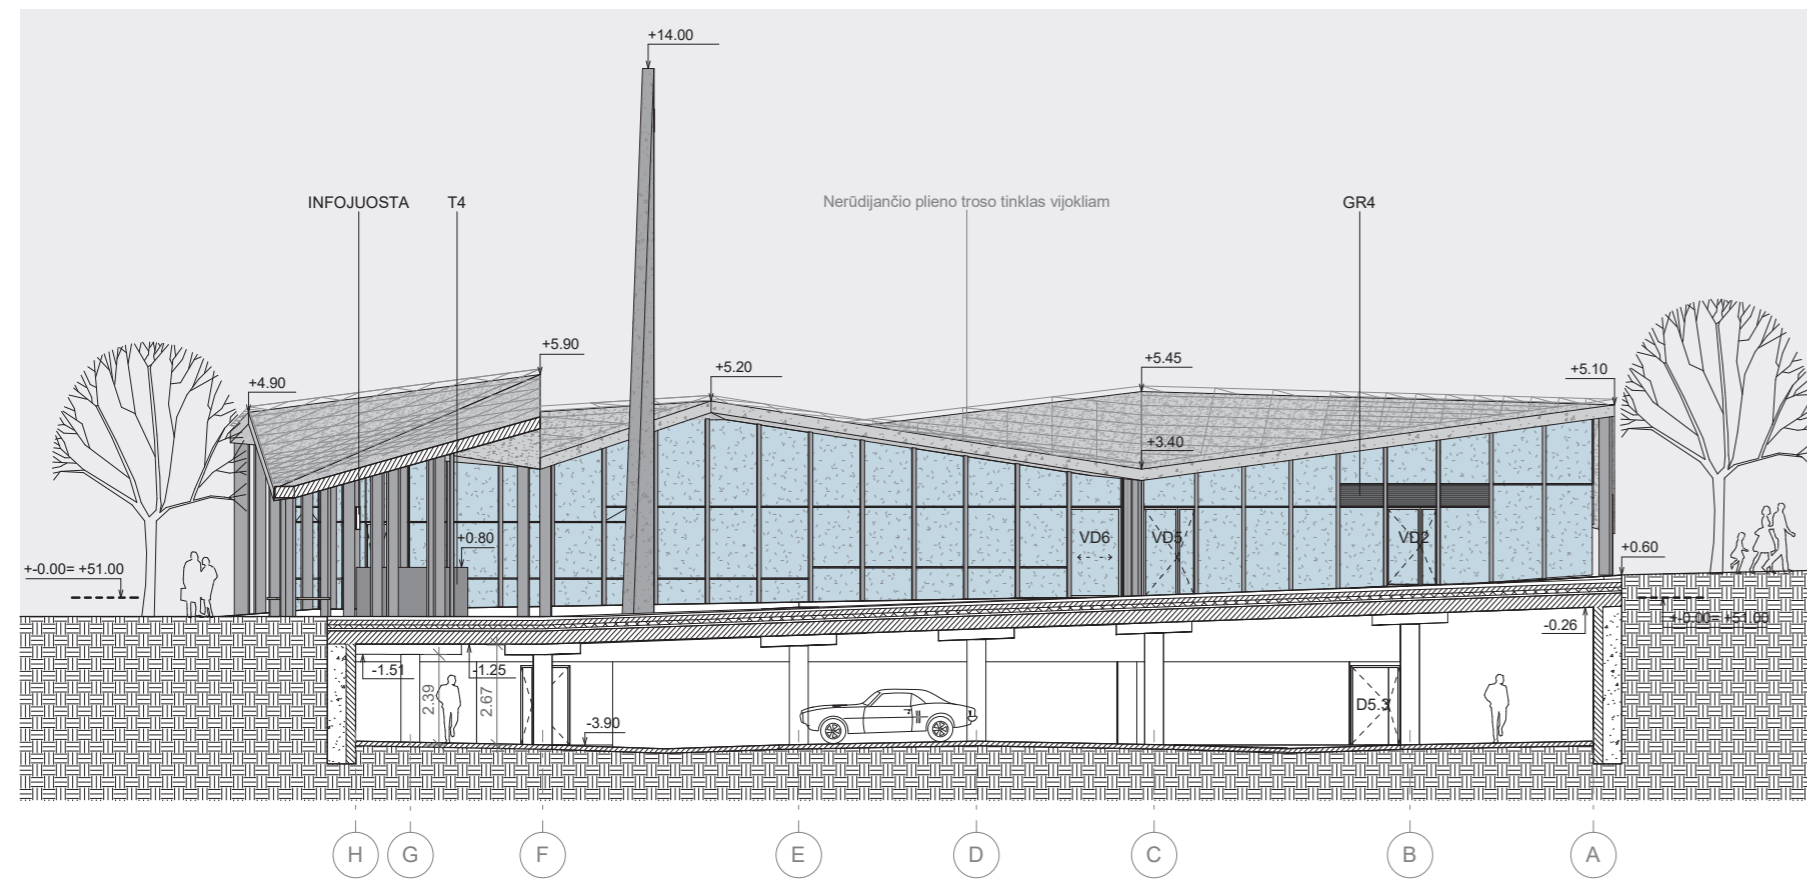 +14.00
INFOJUOSTA
T4
Nerūdijančio plieno troso tinklas vijokliam
GR4
+5.90
+4.90
+5.20
+5.45
+5.10
+3.40
VD6
VD5
VD2
+0.80
+0.60
+-0.00= +51.00
+-0.00= +51.00
-0.26
-1.51
-1.25
2.39
2.67
-3.90
D5.3
H
G
F
E
D
C
B
A